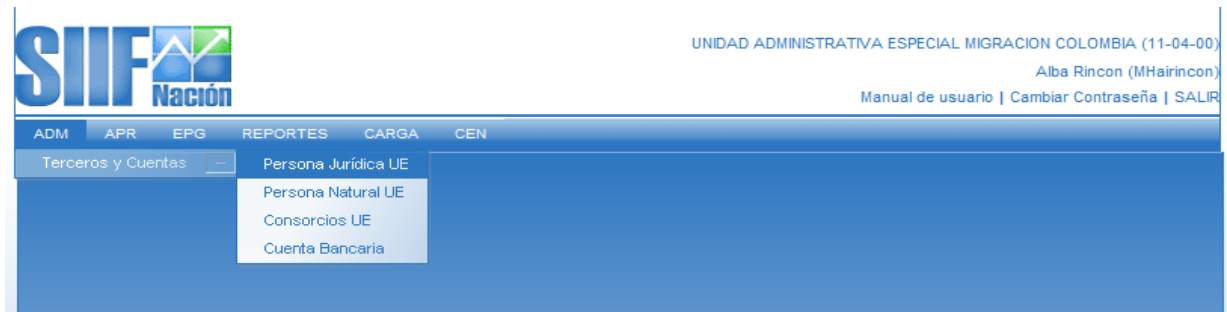 SIIF
Nación
UNIDAD ADMINISTRATIVA ESPECIAL MIGRACION COLOMBIA (11-04-00)
Alba Rincon (MHairincon)
Manual de usuario | Cambiar Contraseña | SALIR
ADM APR EPG REPORTES CARGA CEN
Terceros y Cuentas Persona Jurídica UE
Persona Natural UE
Consorcios UE
Cuenta Bancaria